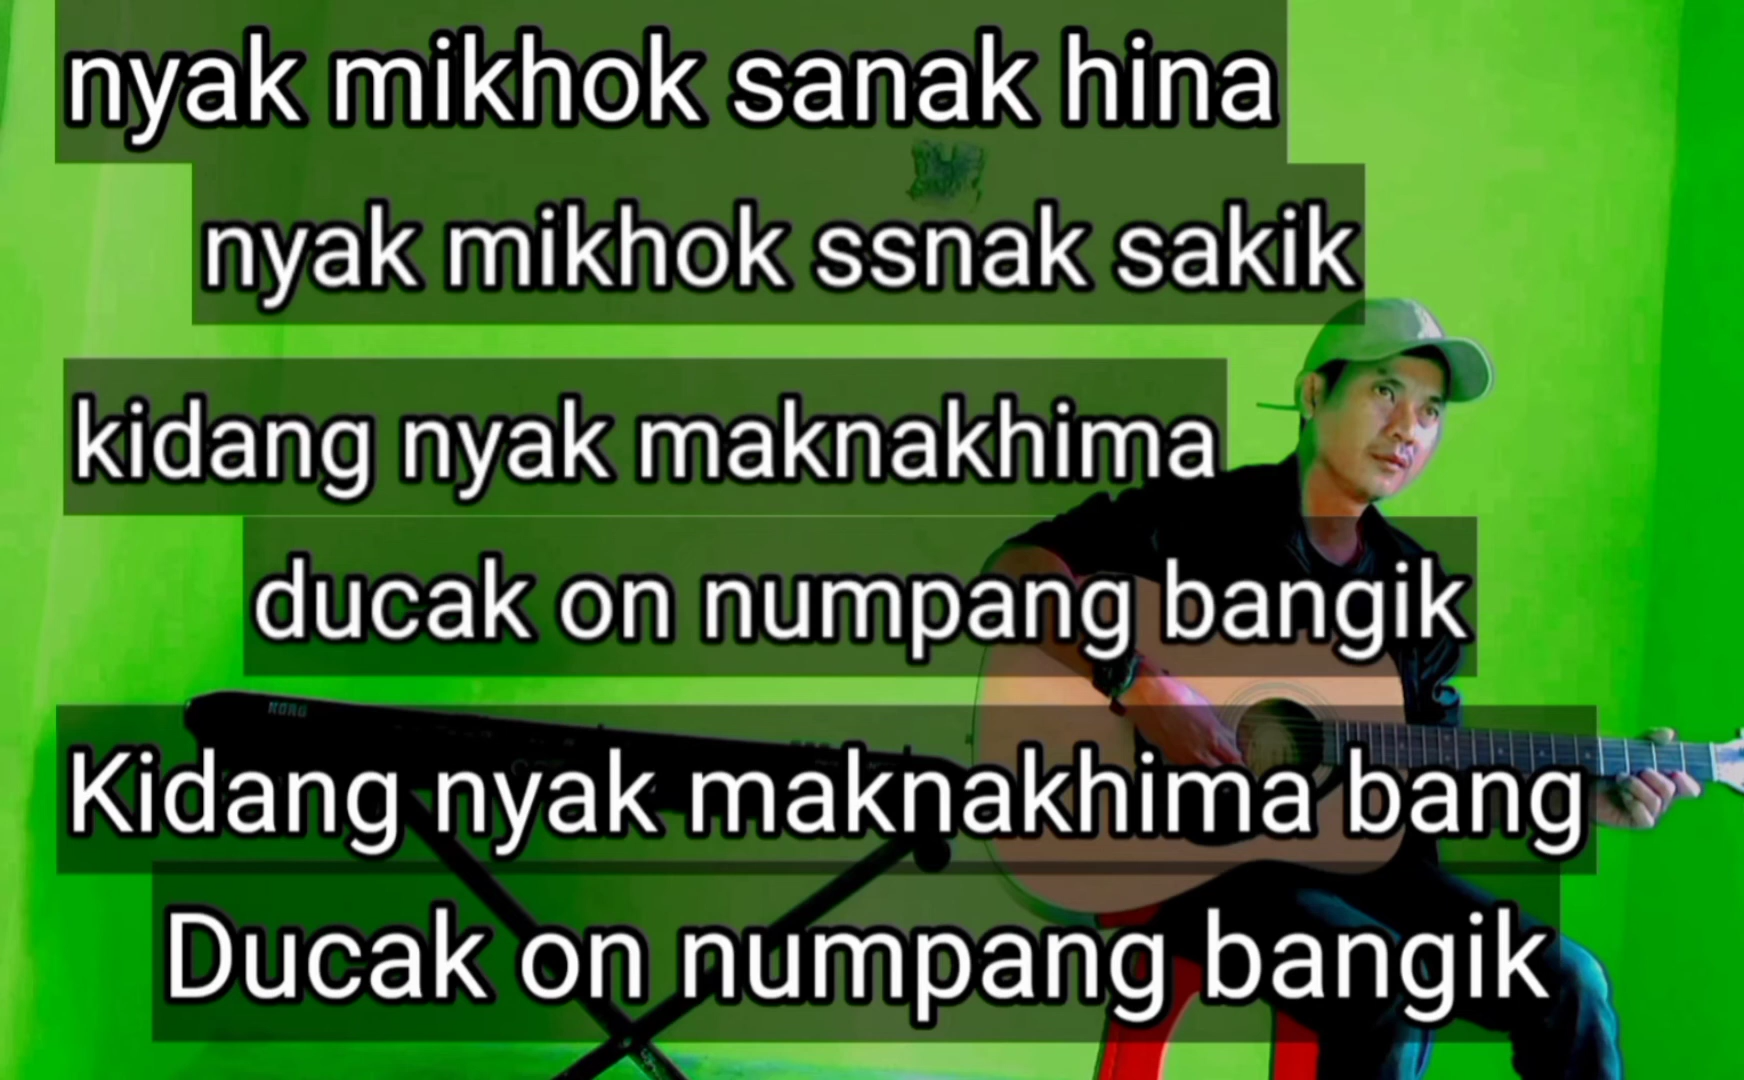 nyak mikhok sanak hina
nyak mikhok ssnak sakik
kidang nyak maknakhima
ducak on numpang bangik
KORG
Kidang nyak maknakhima bang
Ducak on numpang bangik